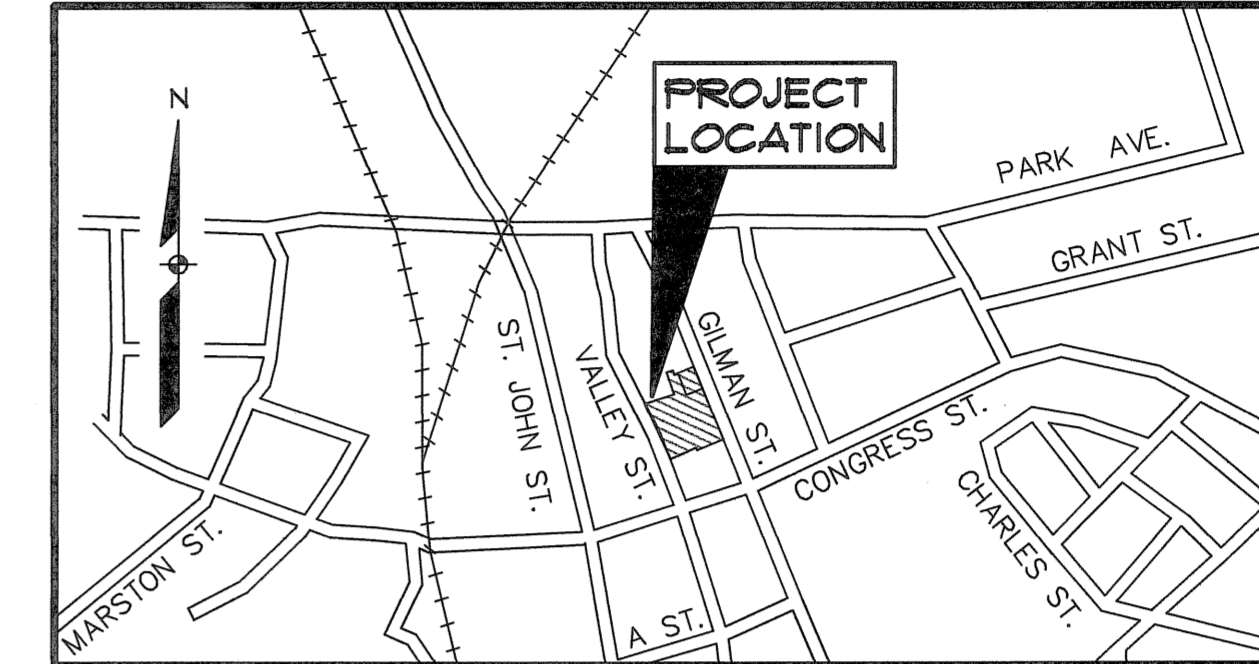 N
PROJECT
LOCATION
PARK AVE.
GRANT ST.
ST. JOHN ST.
VALLEY ST.
GILMAN ST.
CONGRESS ST.
CHARLES ST.
MARSTON ST.
A ST.